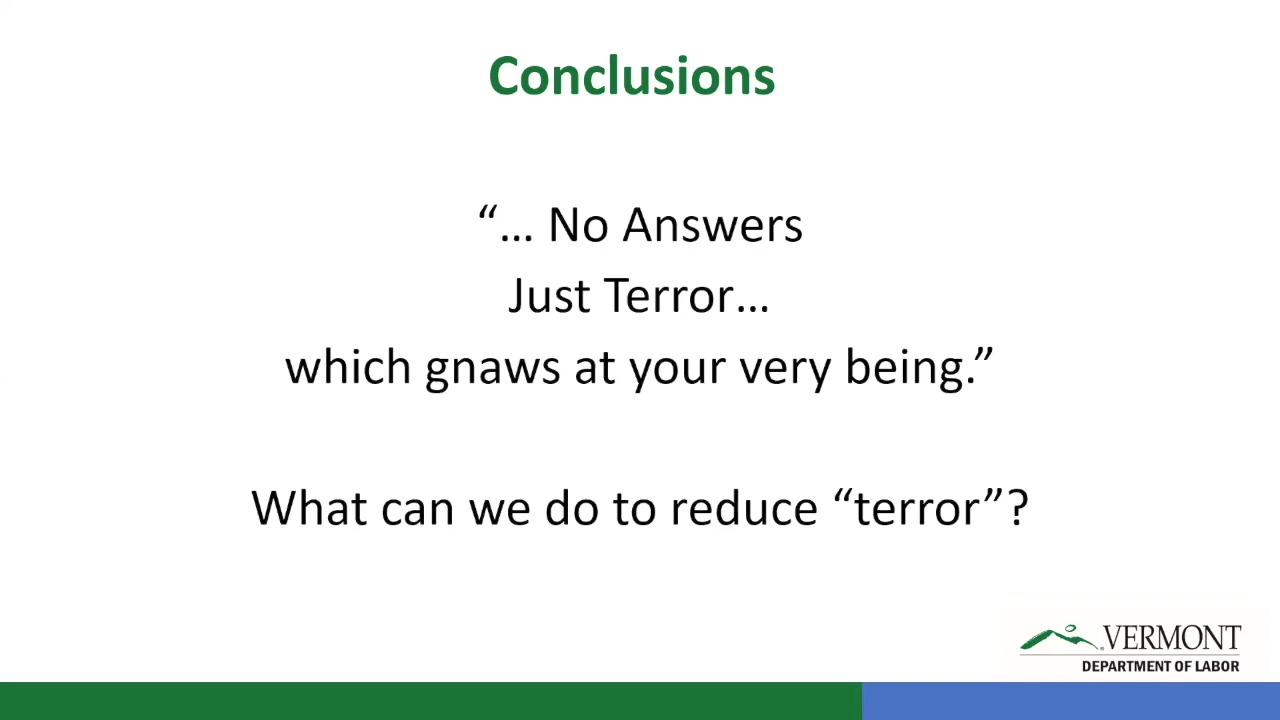 Conclusions
“... No Answers
Just Terror...
which gnaws at your very being.”
What can we do to reduce “terror”?
VERMONT
DEPARTMENT OF LABOR